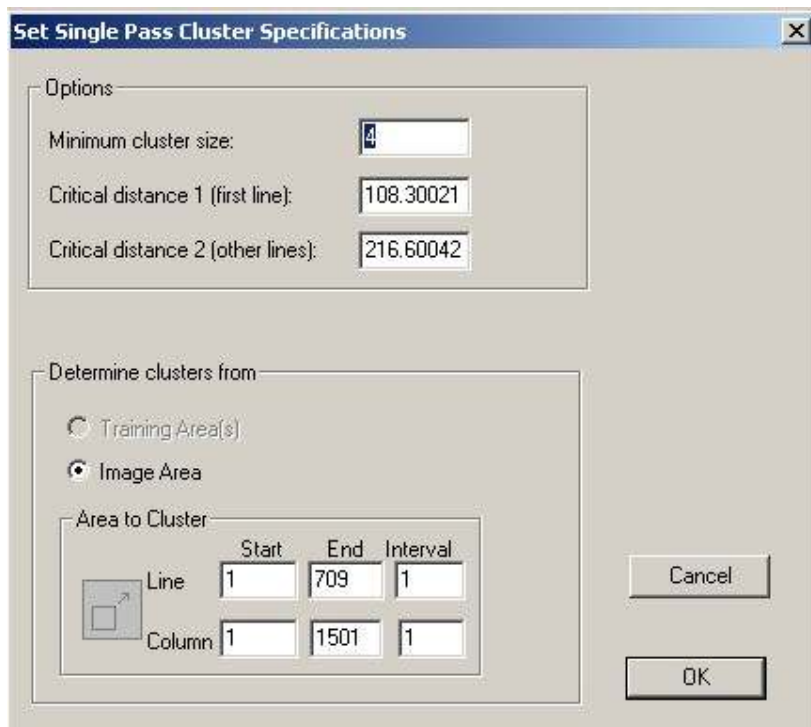 Set Single Pass Cluster Specifications
Options
Minimum cluster size: 4
Critical distance 1 (first line): 108.30021
Critical distance 2 (other lines): 216.60042
Determine clusters from
Training Area(s)
Image Area
Area to Cluster
Start End Interval
Line 1 709 1
Column 1 1501 1
Cancel
OK